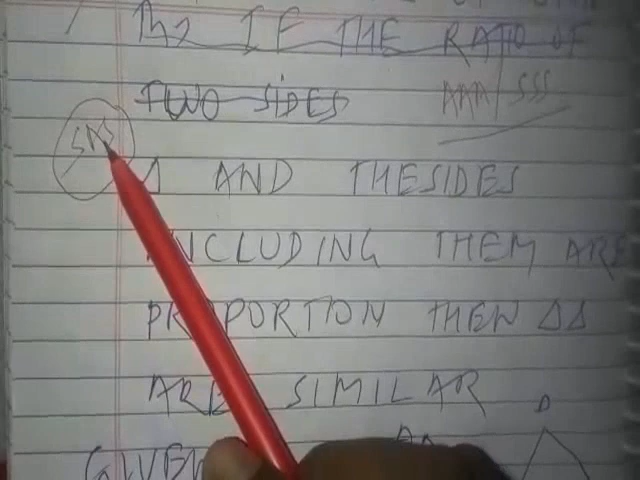 Th2 IF THE RATIO OF
TWO SIDES AAA/SSS
SAS
Δ AND THESIDES
INCLUDING THEM ARE
PROPORTION THEN ΔΔ
ARE SIMILAR
D
GIVEN